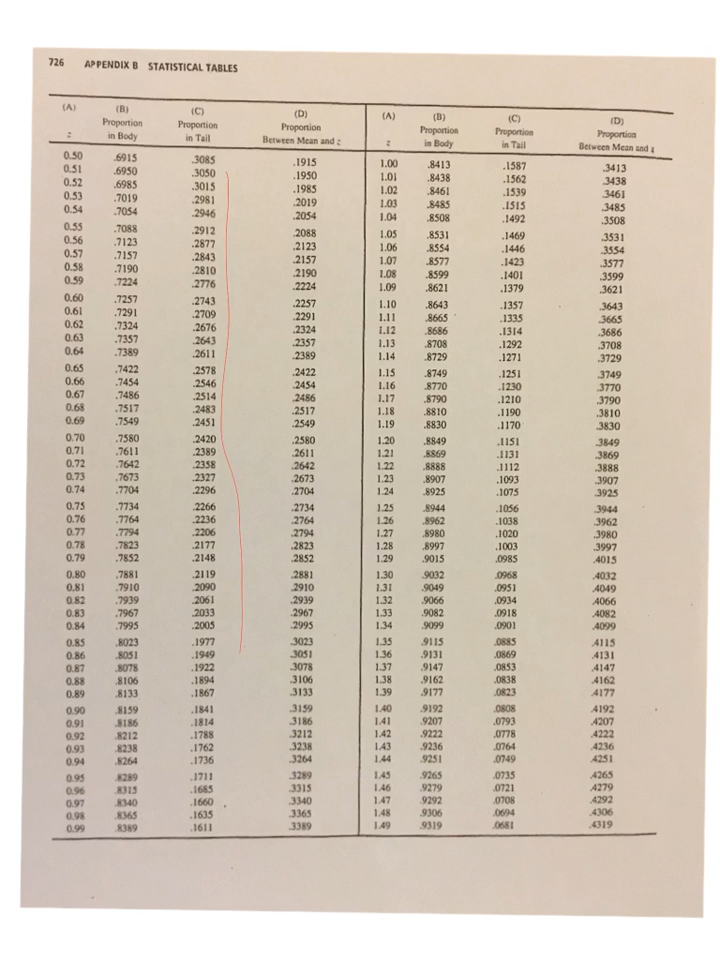 726 APPENDIX B STATISTICAL TABLES
(A) (B) (C) (D) (A) (B) (C) (D)
Proportion Proportion Proportion Proportion Proportion Proportion
z in Body in Tail Between Mean and z z in Body in Tail Between Mean and z
0.50 .6915 .3085 .1915 1.00 .8413 .1587 .3413
0.51 .6950 .3050 .1950 1.01 .8438 .1562 .3438
0.52 .6985 .3015 .1985 1.02 .8461 .1539 .3461
0.53 .7019 .2981 .2019 1.03 .8485 .1515 .3485
0.54 .7054 .2946 .2054 1.04 .8508 .1492 .3508
0.55 .7088 .2912 .2088 1.05 .8531 .1469 .3531
0.56 .7123 .2877 .2123 1.06 .8554 .1446 .3554
0.57 .7157 .2843 .2157 1.07 .8577 .1423 .3577
0.58 .7190 .2810 .2190 1.08 .8599 .1401 .3599
0.59 .7224 .2776 .2224 1.09 .8621 .1379 .3621
0.60 .7257 .2743 .2257 1.10 .8643 .1357 .3643
0.61 .7291 .2709 .2291 1.11 .8665 .1335 .3665
0.62 .7324 .2676 .2324 1.12 .8686 .1314 .3686
0.63 .7357 .2643 .2357 1.13 .8708 .1292 .3708
0.64 .7389 .2611 .2389 1.14 .8729 .1271 .3729
0.65 .7422 .2578 .2422 1.15 .8749 .1251 .3749
0.66 .7454 .2546 .2454 1.16 .8770 .1230 .3770
0.67 .7486 .2514 .2486 1.17 .8790 .1210 .3790
0.68 .7517 .2483 .2517 1.18 .8810 .1190 .3810
0.69 .7549 .2451 .2549 1.19 .8830 .1170 .3830
0.70 .7580 .2420 .2580 1.20 .8849 .1151 .3849
0.71 .7611 .2389 .2611 1.21 .8869 .1131 .3869
0.72 .7642 .2358 .2642 1.22 .8888 .1112 .3888
0.73 .7673 .2327 .2673 1.23 .8907 .1093 .3907
0.74 .7704 .2296 .2704 1.24 .8925 .1075 .3925
0.75 .7734 .2266 .2734 1.25 .8944 .1056 .3944
0.76 .7764 .2236 .2764 1.26 .8962 .1038 .3962
0.77 .7794 .2206 .2794 1.27 .8980 .1020 .3980
0.78 .7823 .2177 .2823 1.28 .8997 .1003 .3997
0.79 .7852 .2148 .2852 1.29 .9015 .0985 .4015
0.80 .7881 .2119 .2881 1.30 .9032 .0968 .4032
0.81 .7910 .2090 .2910 1.31 .9049 .0951 .4049
0.82 .7939 .2061 .2939 1.32 .9066 .0934 .4066
0.83 .7967 .2033 .2967 1.33 .9082 .0918 .4082
0.84 .7995 .2005 .2995 1.34 .9099 .0901 .4099
0.85 .8023 .1977 .3023 1.35 .9115 .0885 .4115
0.86 .8051 .1949 .3051 1.36 .9131 .0869 .4131
0.87 .8078 .1922 .3078 1.37 .9147 .0853 .4147
0.88 .8106 .1894 .3106 1.38 .9162 .0838 .4162
0.89 .8133 .1867 .3133 1.39 .9177 .0823 .4177
0.90 .8159 .1841 .3159 1.40 .9192 .0808 .4192
0.91 .8186 .1814 .3186 1.41 .9207 .0793 .4207
0.92 .8212 .1788 .3212 1.42 .9222 .0778 .4222
0.93 .8238 .1762 .3238 1.43 .9236 .0764 .4236
0.94 .8264 .1736 .3264 1.44 .9251 .0749 .4251
0.95 .8289 .1711 .3289 1.45 .9265 .0735 .4265
0.96 .8315 .1685 .3315 1.46 .9279 .0721 .4279
0.97 .8340 .1660 .3340 1.47 .9292 .0708 .4292
0.98 .8365 .1635 .3365 1.48 .9306 .0694 .4306
0.99 .8389 .1611 .3389 1.49 .9319 .0681 .4319